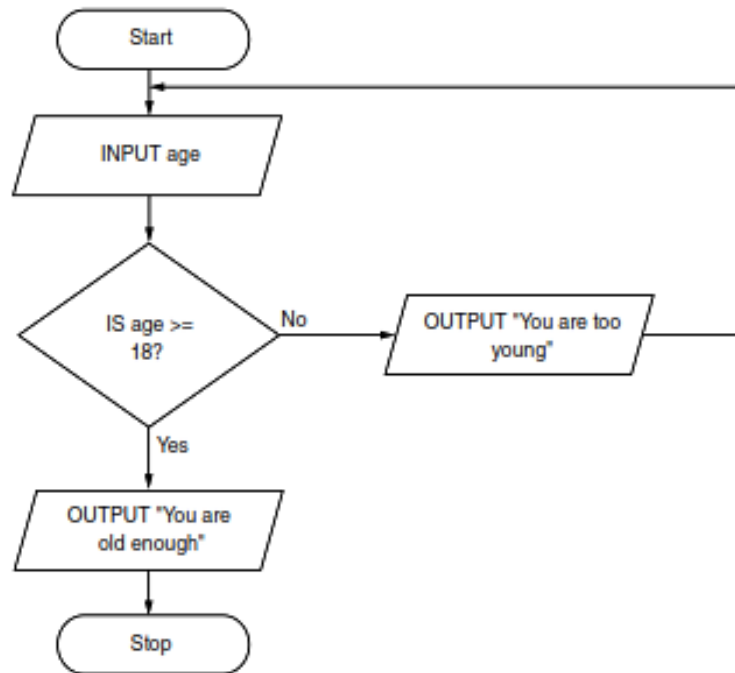 Start
INPUT age
IS age >=
18?
No
OUTPUT "You are too
young"
Yes
OUTPUT "You are
old enough"
Stop